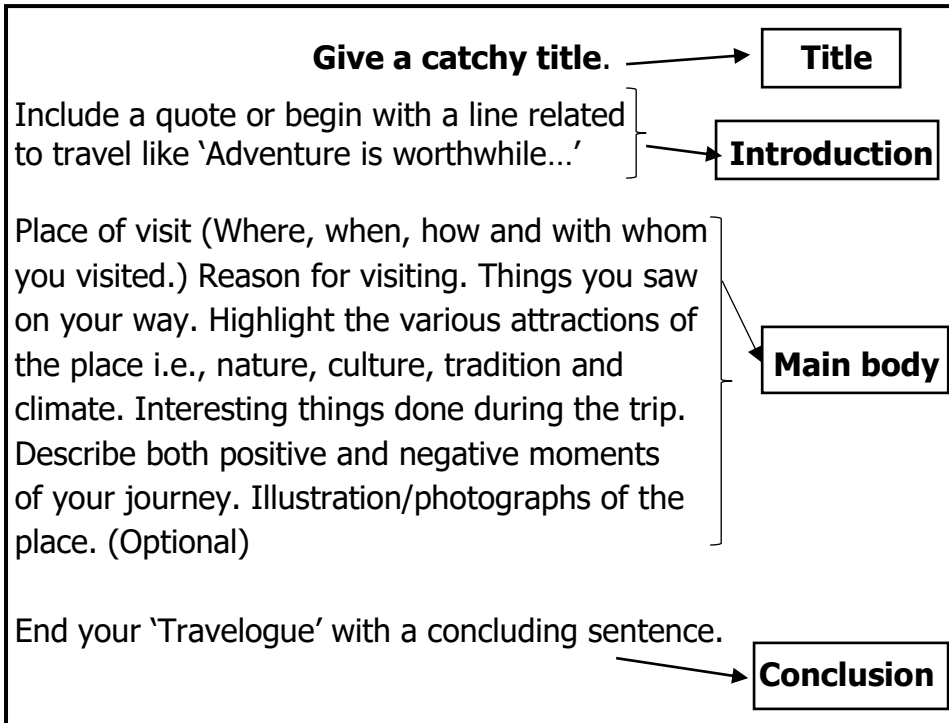 Give a catchy title.
Title
Include a quote or begin with a line related
to travel like ‘Adventure is worthwhile…’
Introduction
Place of visit (Where, when, how and with whom
you visited.) Reason for visiting. Things you saw
on your way. Highlight the various attractions of
the place i.e., nature, culture, tradition and
climate. Interesting things done during the trip.
Describe both positive and negative moments
of your journey. Illustration/photographs of the
place. (Optional)
Main body
End your ‘Travelogue’ with a concluding sentence.
Conclusion